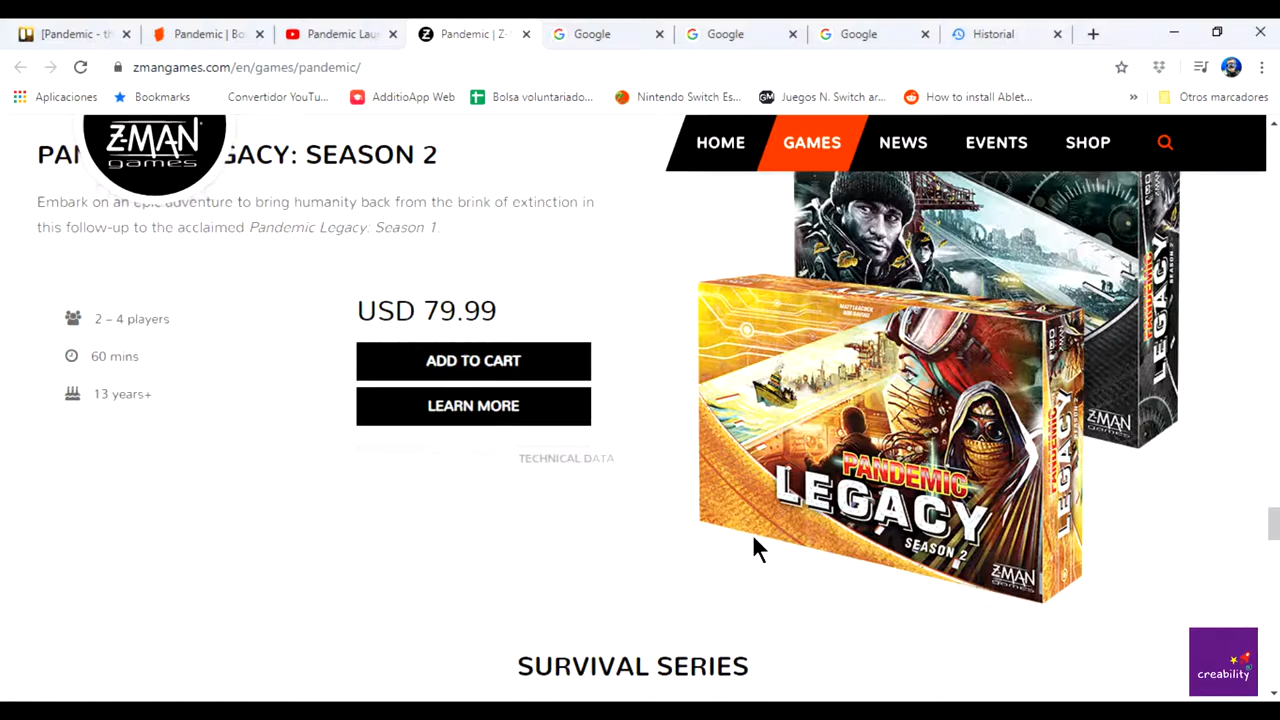 [Pandemic - th
Pandemic | Bo
Pandemic Lau
Pandemic | Z-
Google
Google
Google
Historial
zmangames.com/en/games/pandemic/
Aplicaciones
Bookmarks
Convertidor YouTu...
AdditioApp Web
Bolsa voluntariado...
Nintendo Switch Es...
Juegos N. Switch ar...
How to install Ablet...
»
Otros marcadores
Z-MAN
games
HOME
GAMES
NEWS
EVENTS
SHOP
PAN
GACY: SEASON 2
Embark on an epic adventure to bring humanity back from the brink of extinction in
this follow-up to the acclaimed Pandemic Legacy: Season 1.
2 – 4 players
60 mins
13 years+
USD 79.99
ADD TO CART
LEARN MORE
TECHNICAL DATA
PANDEMIC
LEGACY
SEASON 2
Z-MAN
games
PANDEMIC
LEGACY
PANDEMIC
LEGACY
Z-MAN
games
SURVIVAL SERIES
creability